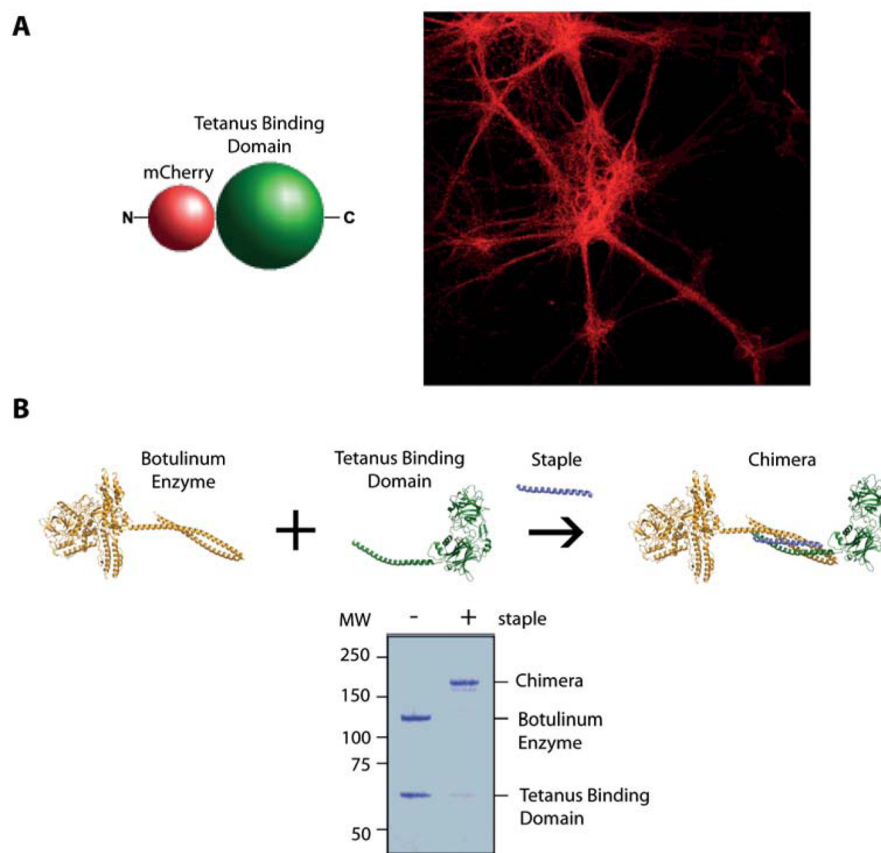 A
Tetanus Binding
Domain
mCherry
N
C
B
Botulinum
Enzyme
Tetanus Binding
Domain
Staple
Chimera
+
MW
-
+
staple
250
150
100
75
50
Chimera
Botulinum
Enzyme
Tetanus Binding
Domain